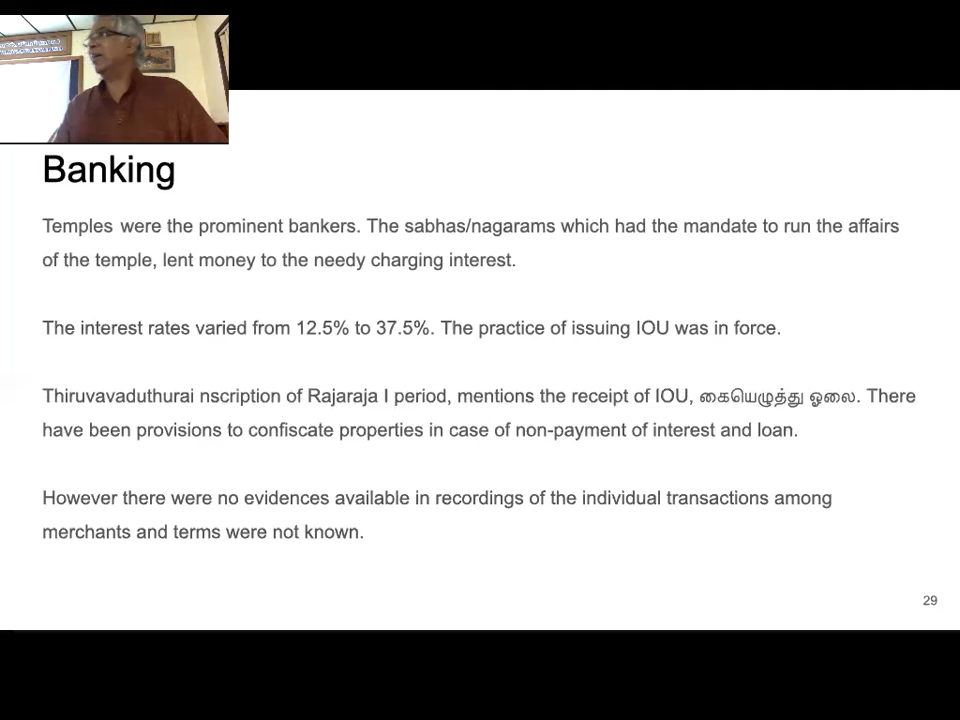 Banking
Temples were the prominent bankers. The sabhas/nagarams which had the mandate to run the affairs
of the temple, lent money to the needy charging interest.
The interest rates varied from 12.5% to 37.5%. The practice of issuing IOU was in force.
Thiruvavaduthurai nscription of Rajaraja I period, mentions the receipt of IOU, கையெழுத்து ஓலை. There
have been provisions to confiscate properties in case of non-payment of interest and loan.
However there were no evidences available in recordings of the individual transactions among
merchants and terms were not known.
29